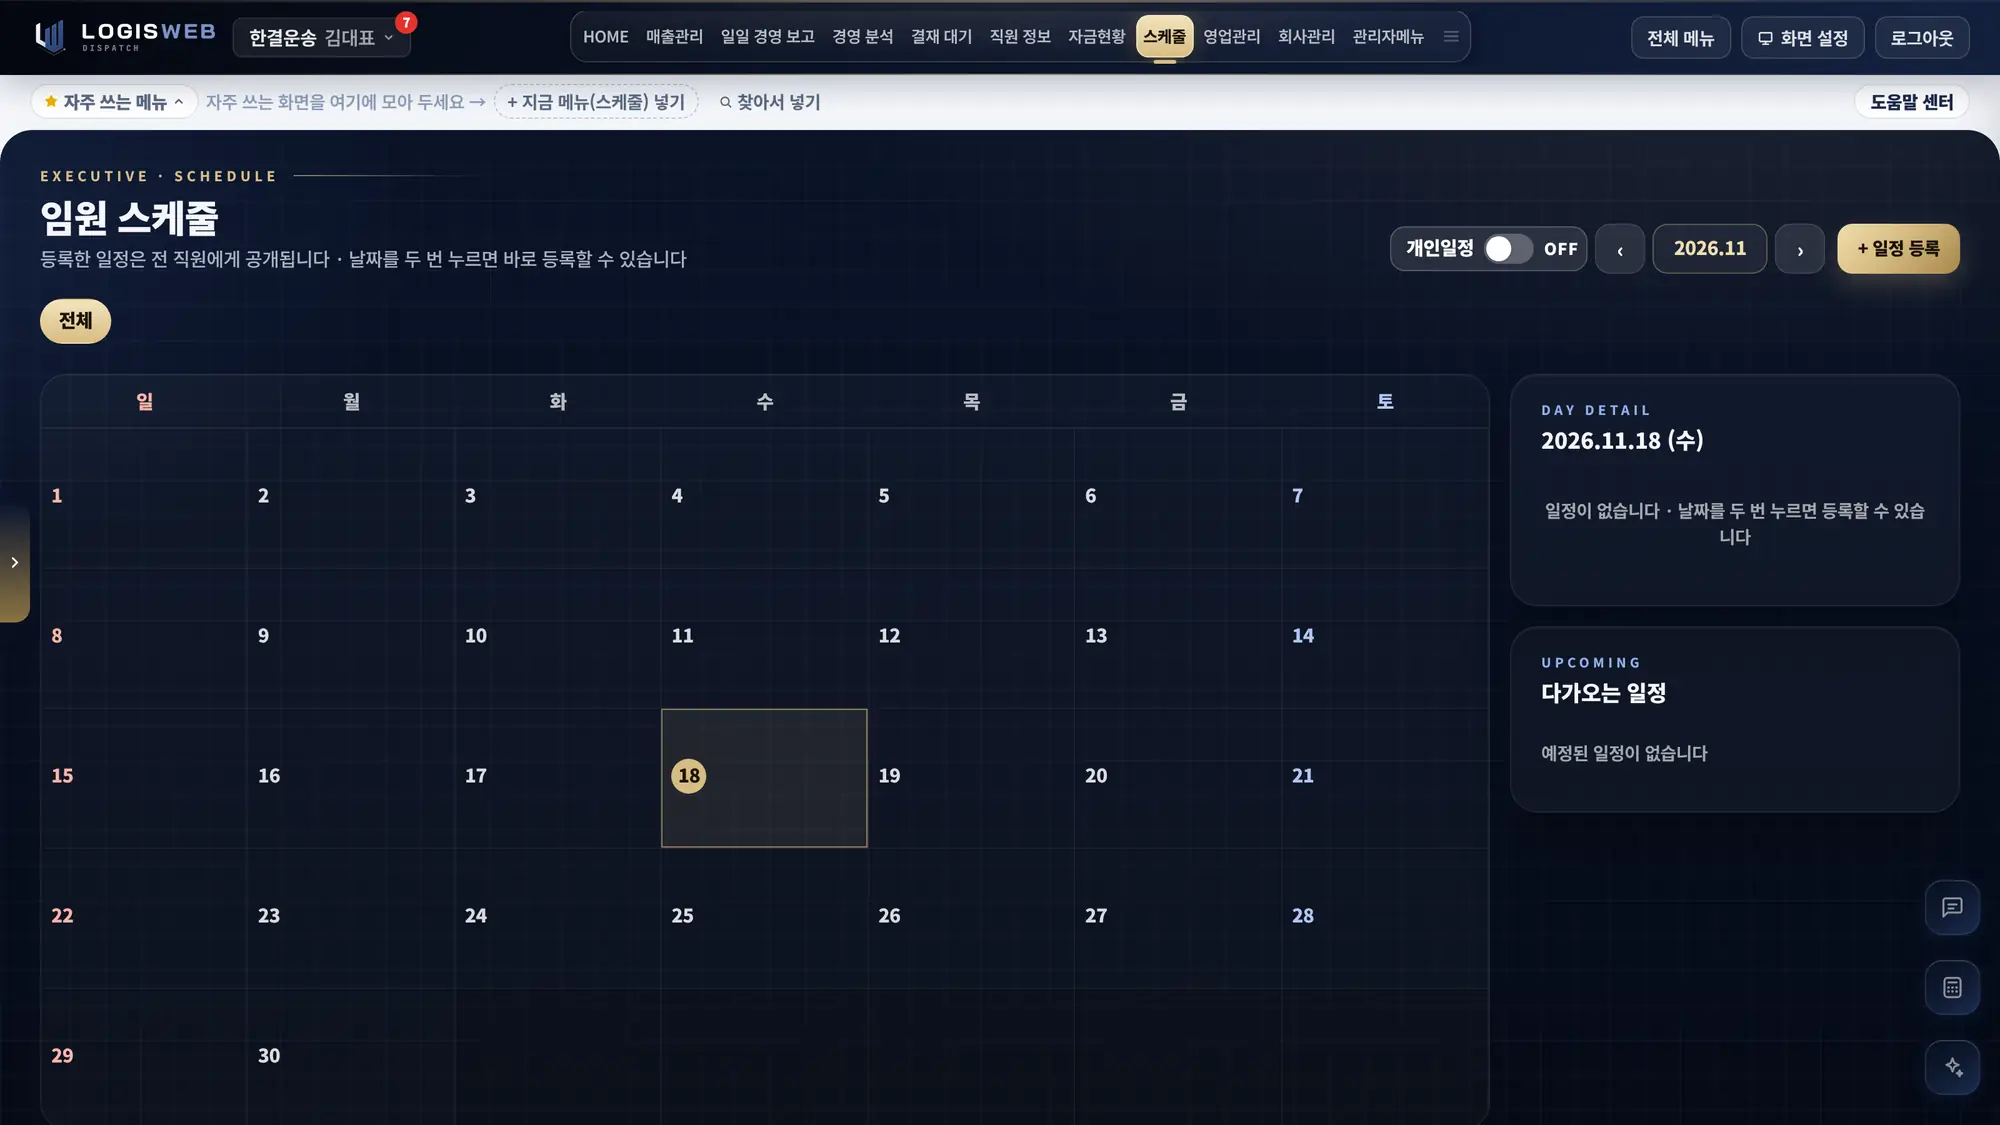 LOGISWEB
DISPATCH
한결운송 김대표
7
HOME 매출관리 일일 경영 보고 경영 분석 결재 대기 직원 정보 자금현황 스케줄 영업관리 회사관리 관리자메뉴
전체 메뉴
화면 설정
로그아웃
자주 쓰는 메뉴
자주 쓰는 화면을 여기에 모아 두세요 →
+ 지금 메뉴(스케줄) 넣기
찾아서 넣기
도움말 센터
EXECUTIVE · SCHEDULE
임원 스케줄
등록한 일정은 전 직원에게 공개됩니다 · 날짜를 두 번 누르면 바로 등록할 수 있습니다
개인일정 OFF
‹
2026.11
›
+ 일정 등록
전체
일 월 화 수 목 금 토
1 2 3 4 5 6 7
8 9 10 11 12 13 14
15 16 17 18 19 20 21
22 23 24 25 26 27 28
29 30
DAY DETAIL
2026.11.18 (수)
일정이 없습니다 · 날짜를 두 번 누르면 등록할 수 있습
니다
UPCOMING
다가오는 일정
예정된 일정이 없습니다